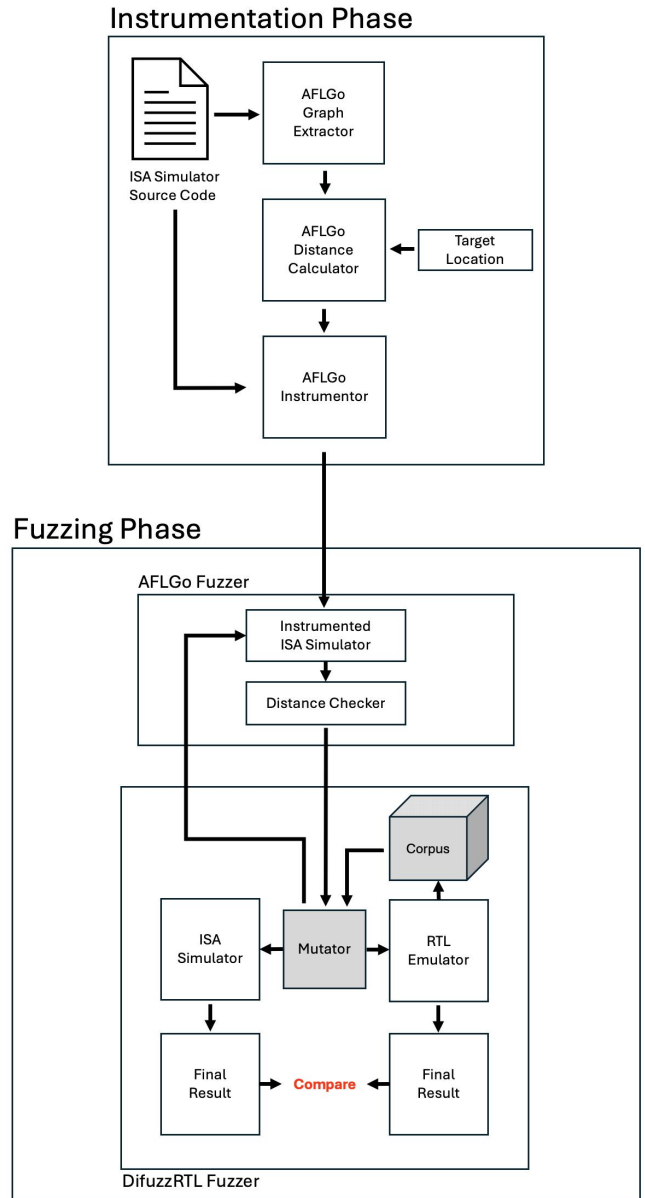 Instrumentation Phase
AFLGo
Graph
Extractor
ISA Simulator
Source Code
AFLGo
Distance
Calculator
Target
Location
AFLGo
Instrumentor
Fuzzing Phase
AFLGo Fuzzer
Instrumented
ISA Simulator
Distance Checker
Corpus
ISA
Simulator
Mutator
RTL
Emulator
Final
Result
Compare
Final
Result
DifuzzRTL Fuzzer